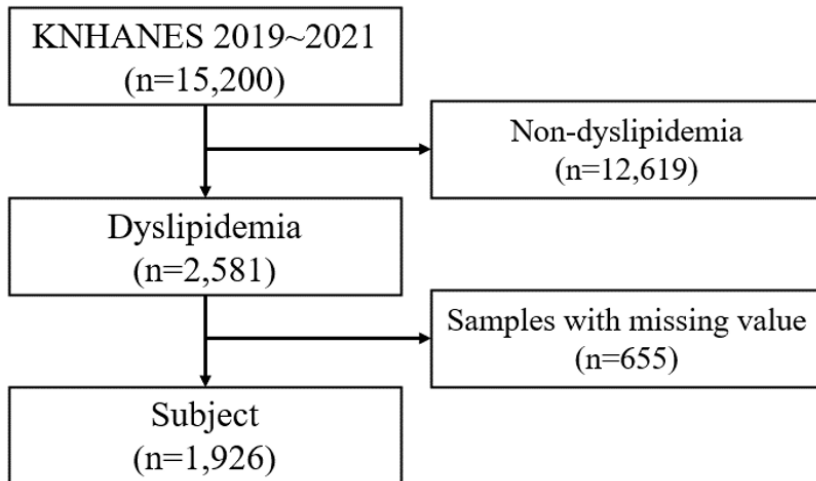 KNHANES 2019~2021
(n=15,200)
Non-dyslipidemia
(n=12,619)
Dyslipidemia
(n=2,581)
Samples with missing value
(n=655)
Subject
(n=1,926)